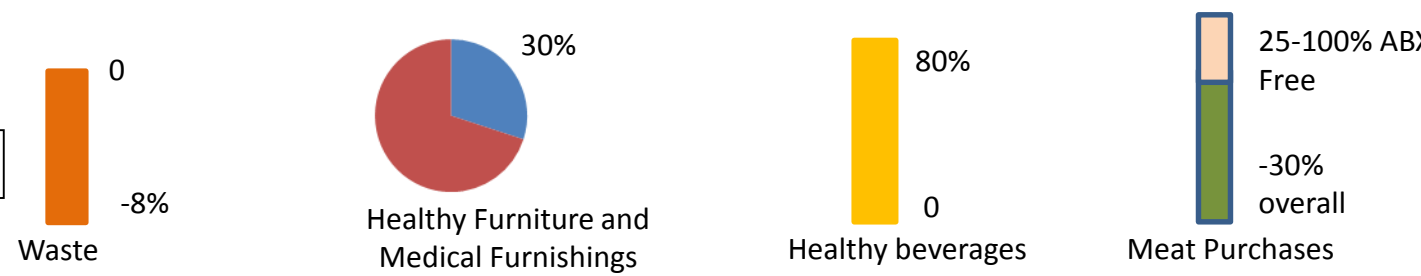 0
-8%
Waste
30%
Healthy Furniture and
Medical Furnishings
80%
0
Healthy beverages
25-100% ABX
Free
-30%
overall
Meat Purchases